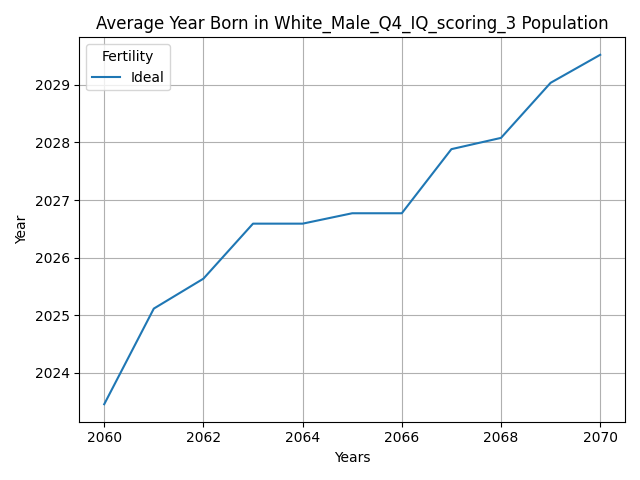 Average Year Born in White_Male_Q4_IQ_scoring_3 Population
Fertility
Ideal
Year
2029
2028
2027
2026
2025
2024
2060 2062 2064 2066 2068 2070
Years